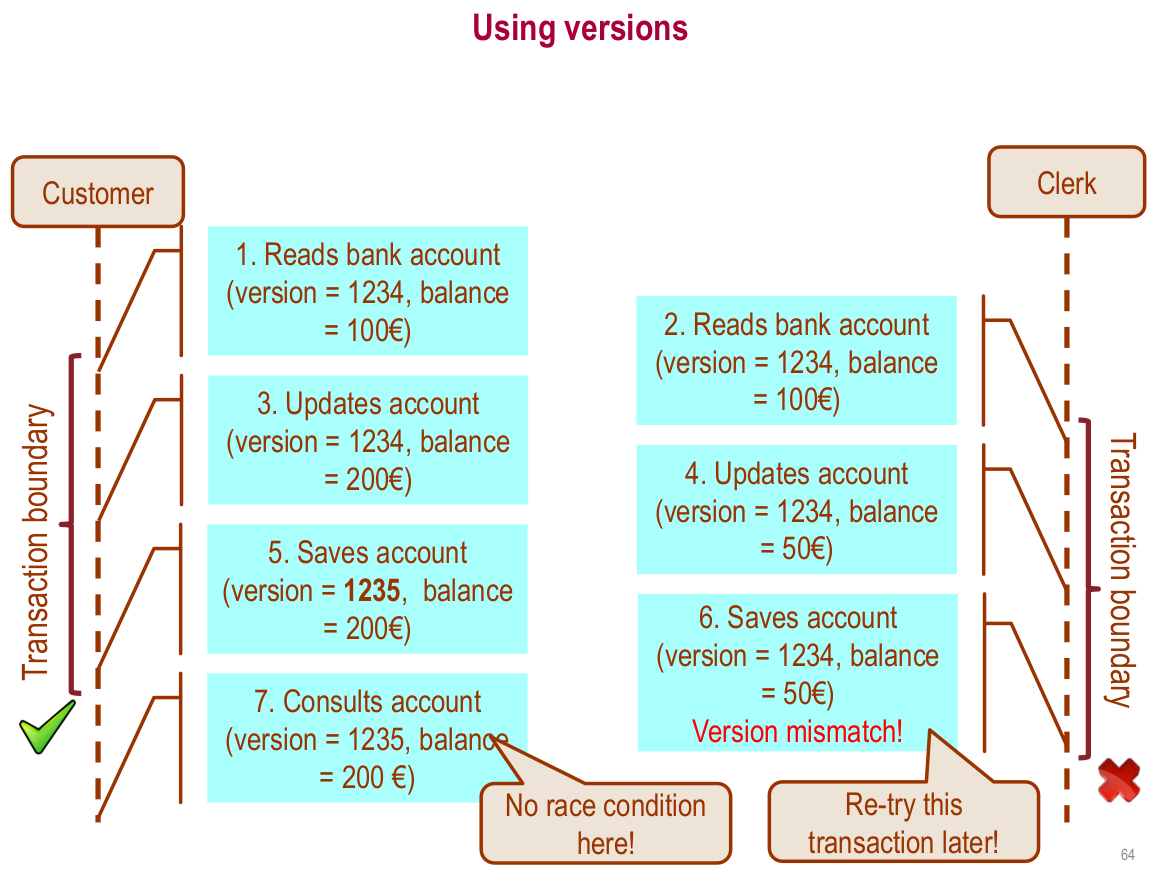 Using versions
Customer
Clerk
1. Reads bank account
(version = 1234, balance
= 100€)
2. Reads bank account
(version = 1234, balance
= 100€)
3. Updates account
(version = 1234, balance
= 200€)
4. Updates account
(version = 1234, balance
= 50€)
5. Saves account
(version = 1235,  balance
= 200€)
6. Saves account
(version = 1234, balance
= 50€)
Version mismatch!
7. Consults account
(version = 1235, balance
= 200 €)
Transaction boundary
Transaction boundary
No race condition
here!
Re-try this
transaction later!
64